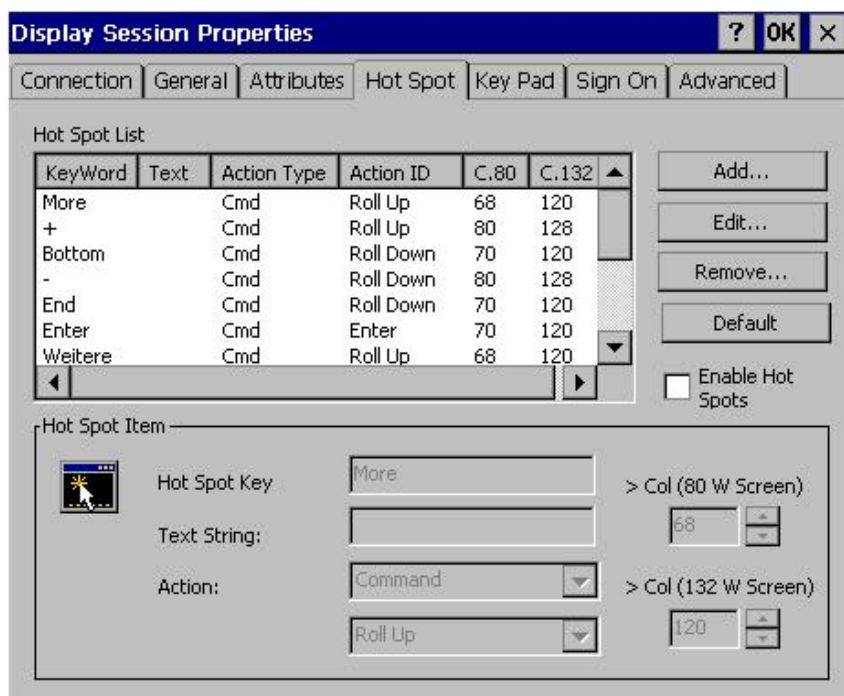 Display Session Properties ? OK ×
Connection General Attributes Hot Spot Key Pad Sign On Advanced
Hot Spot List
KeyWord Text Action Type Action ID C.80 C.132
More Cmd Roll Up 68 120
+ Cmd Roll Up 80 128
Bottom Cmd Roll Down 70 120
- Cmd Roll Down 80 128
End Cmd Roll Down 70 120
Enter Cmd Enter 70 120
Weitere Cmd Roll Up 68 120
Add...
Edit...
Remove...
Default
Enable Hot
Spots
Hot Spot Item
Hot Spot Key More
Text String:
Action: Command
Roll Up
> Col (80 W Screen)
68
> Col (132 W Screen)
120